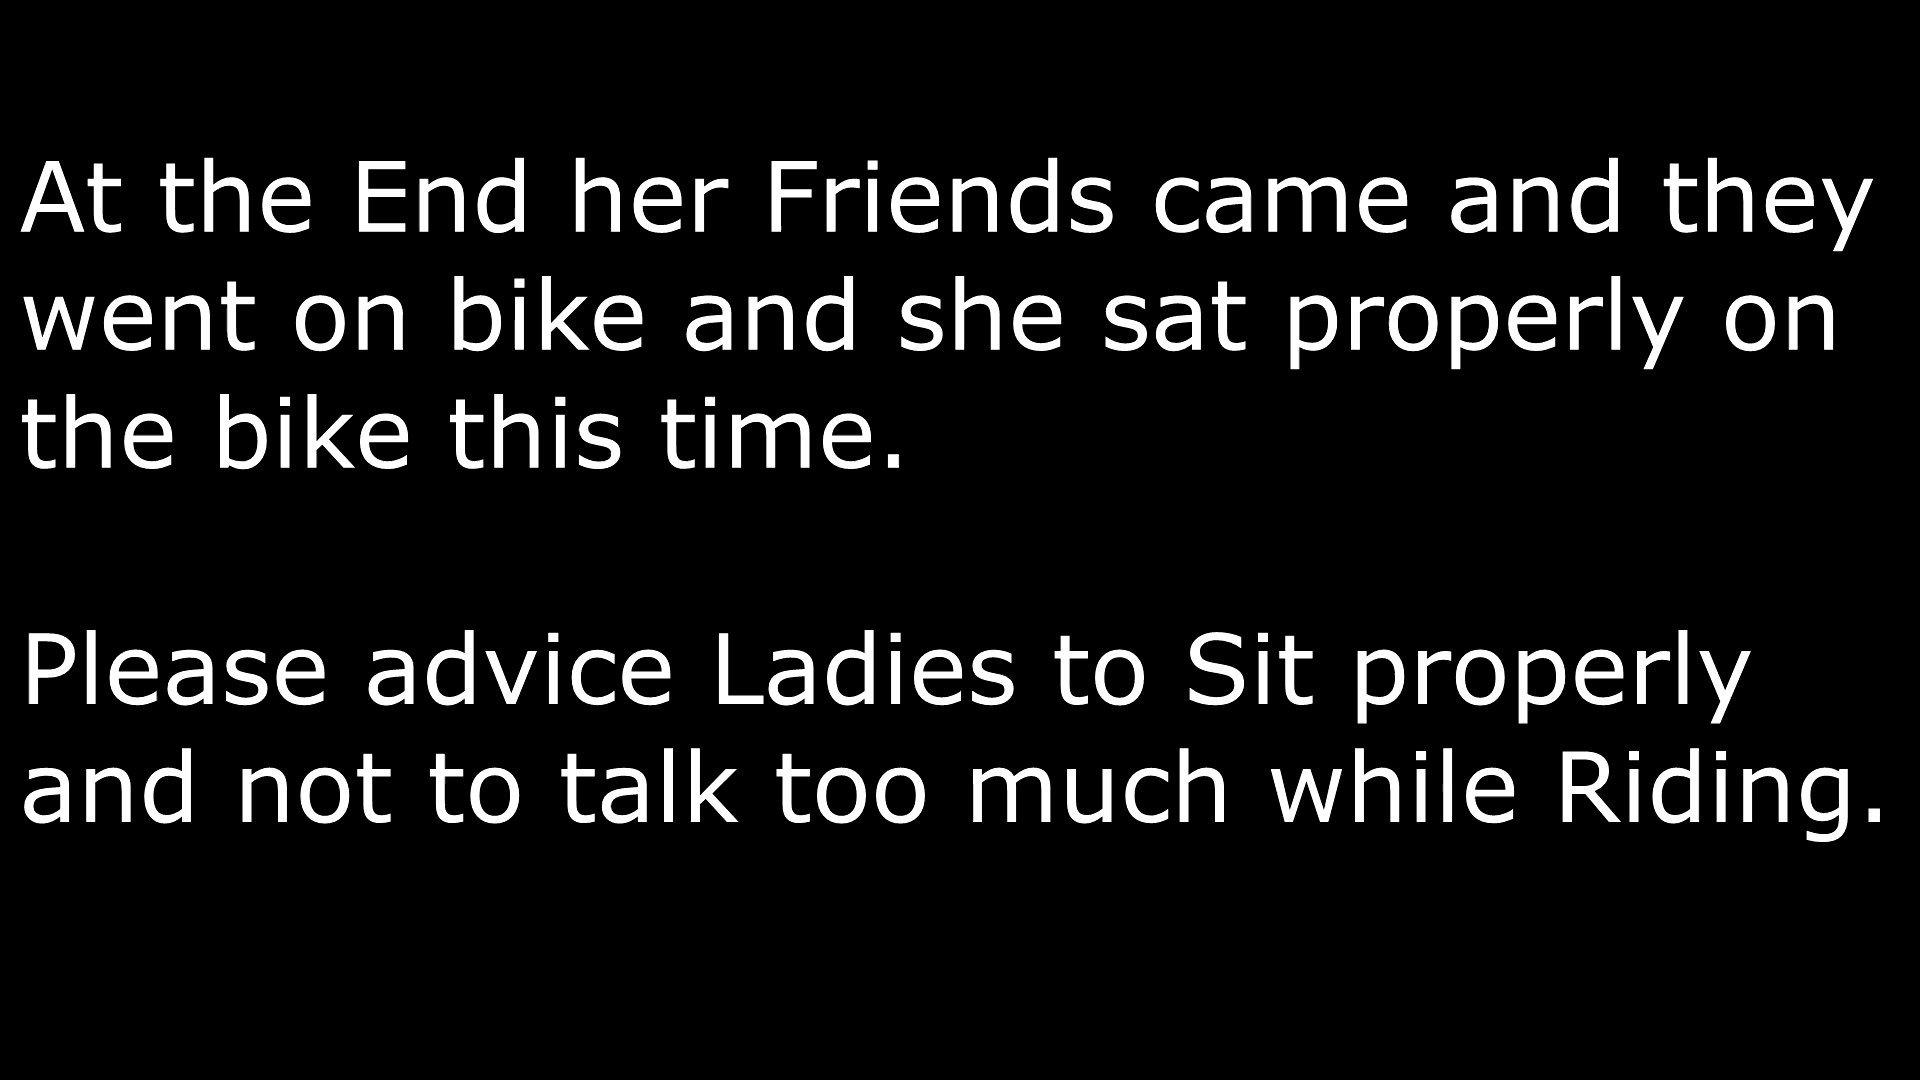 At the End her Friends came and they
went on bike and she sat properly on
the bike this time.
Please advice Ladies to Sit properly
and not to talk too much while Riding.